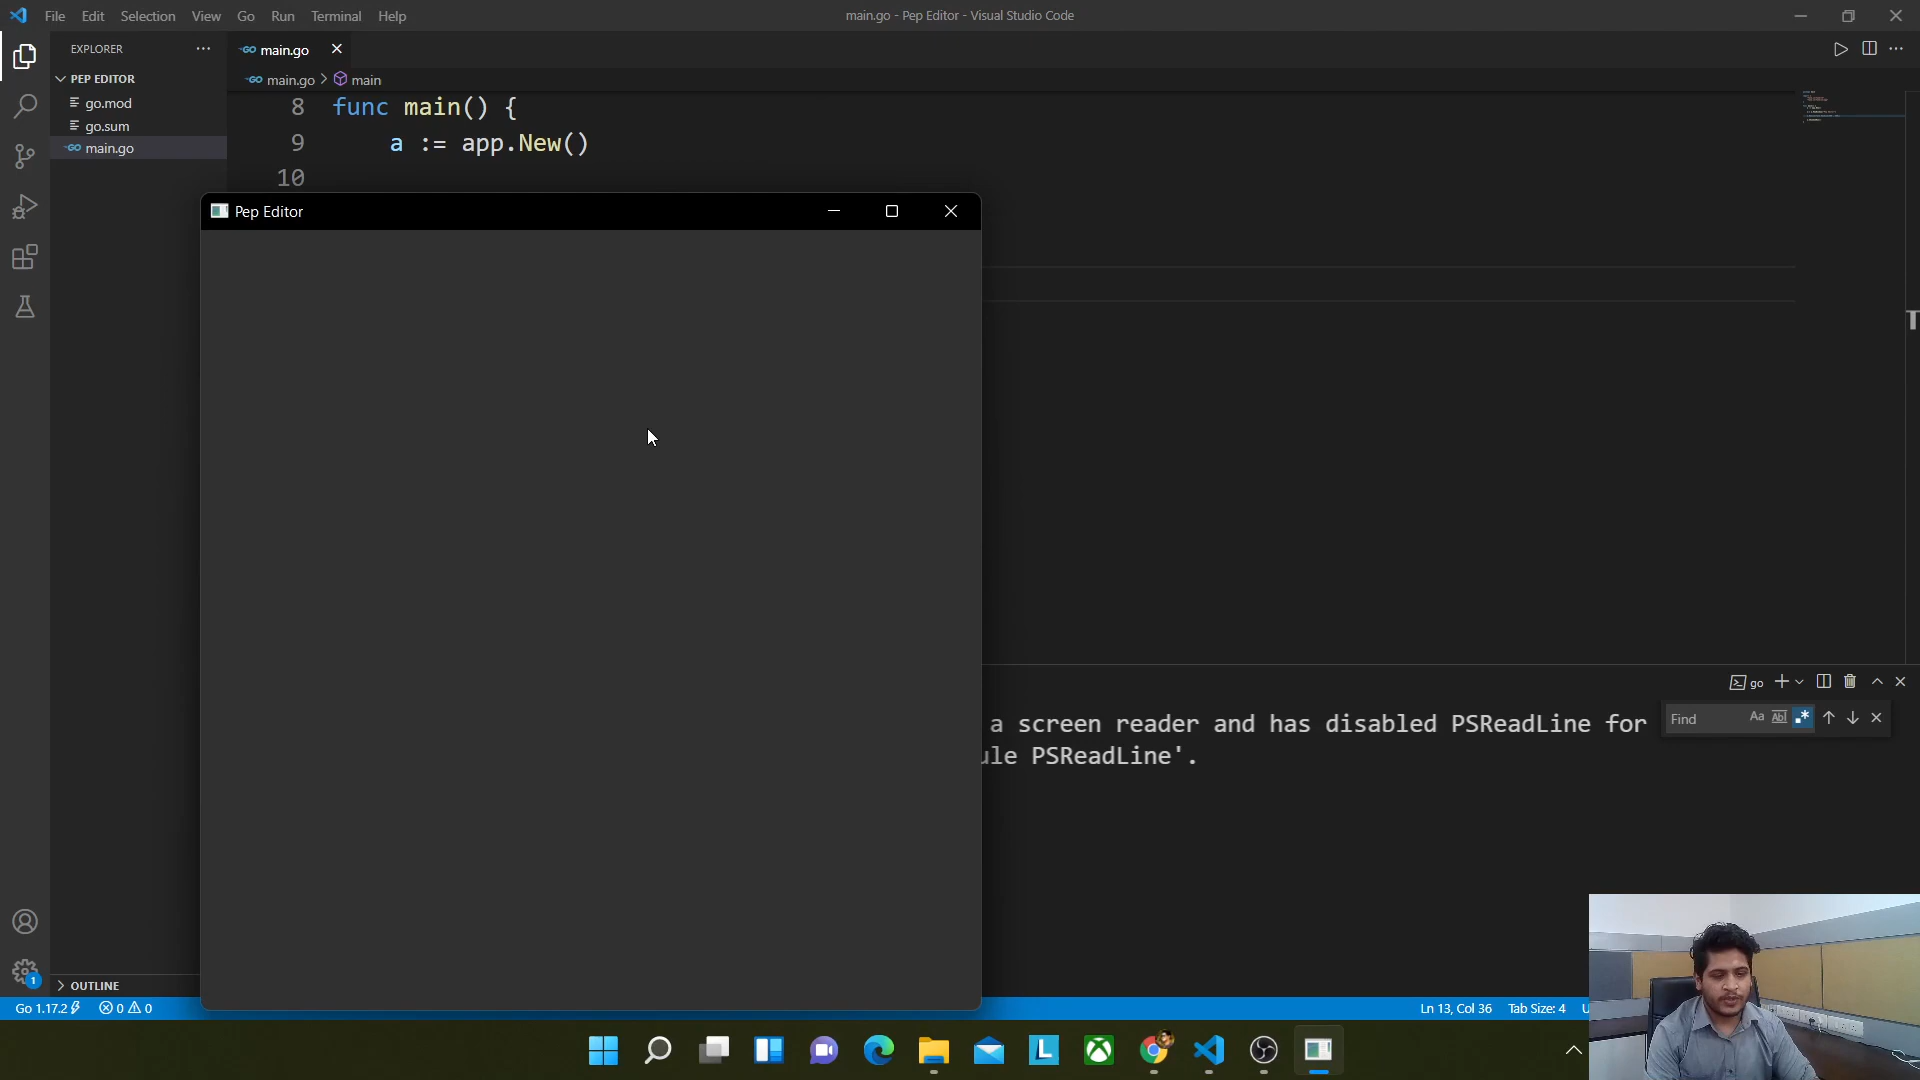 File Edit Selection View Go Run Terminal Help
main.go - Pep Editor - Visual Studio Code
EXPLORER
main.go
PEP EDITOR
go.mod
go.sum
main.go
main.go > main
8 func main() {
9 a := app.New()
10
Pep Editor
go
a screen reader and has disabled PSReadLine for
ule PSReadLine'.
Find Aa Abl .*
OUTLINE
1
Go 1.17.2 0 0
Ln 13, Col 36 Tab Size: 4 U